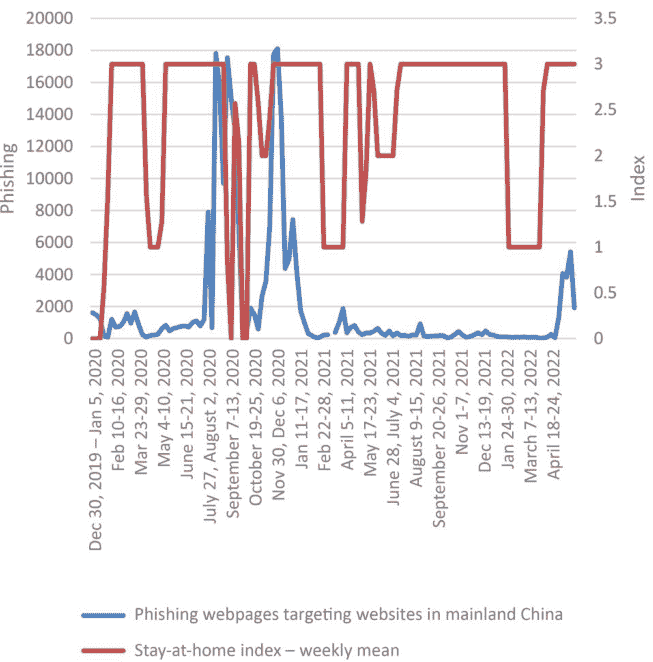 20000
18000
16000
14000
12000
10000
8000
6000
4000
2000
0
Phishing
3.5
3
2.5
2
1.5
1
0.5
0
Index
Dec 30, 2019 – Jan 5, 2020
Feb 10-16, 2020
Mar 23-29, 2020
May 4-10, 2020
June 15-21, 2020
July 27, August 2, 2020
September 7-13, 2020
October 19-25, 2020
Nov 30, Dec 6, 2020
Jan 11-17, 2021
Feb 22-28, 2021
April 5-11, 2021
May 17-23, 2021
June 28, July 4, 2021
August 9-15, 2021
September 20-26, 2021
Nov 1-7, 2021
Dec 13-19, 2021
Jan 24-30, 2022
March 7-13, 2022
April 18-24, 2022
Phishing webpages targeting websites in mainland China
Stay-at-home index – weekly mean